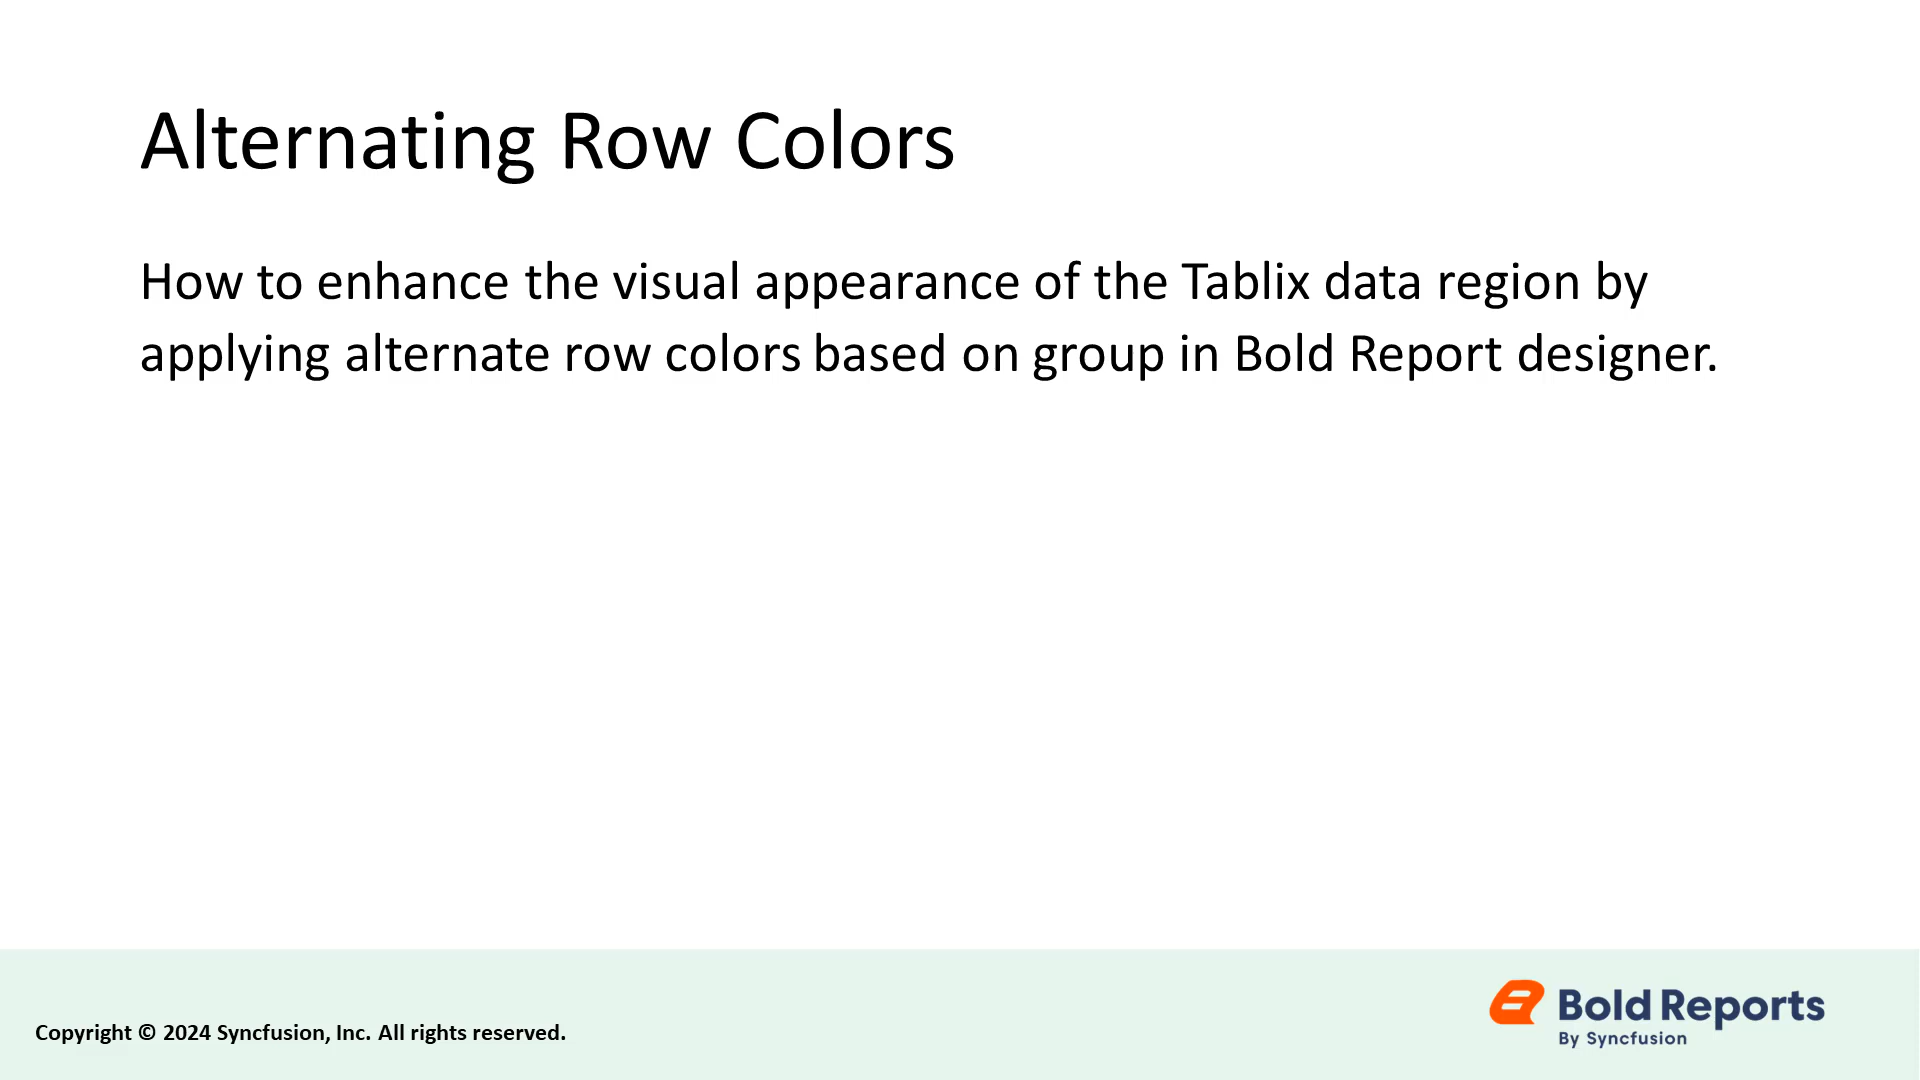 Alternating Row Colors
How to enhance the visual appearance of the Tablix data region by
applying alternate row colors based on group in Bold Report designer.
Copyright © 2024 Syncfusion, Inc. All rights reserved.
Bold Reports
By Syncfusion